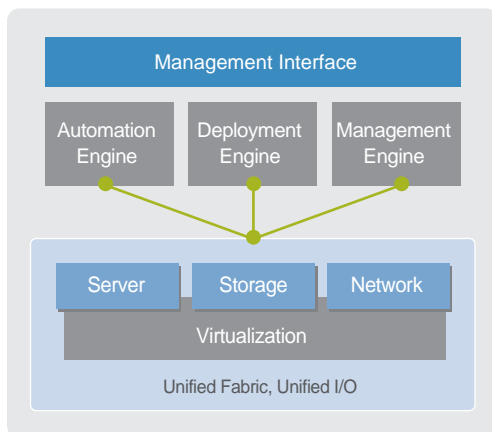 Management Interface
Automation
Engine
Deployment
Engine
Management
Engine
Server
Storage
Network
Virtualization
Unified Fabric, Unified I/O